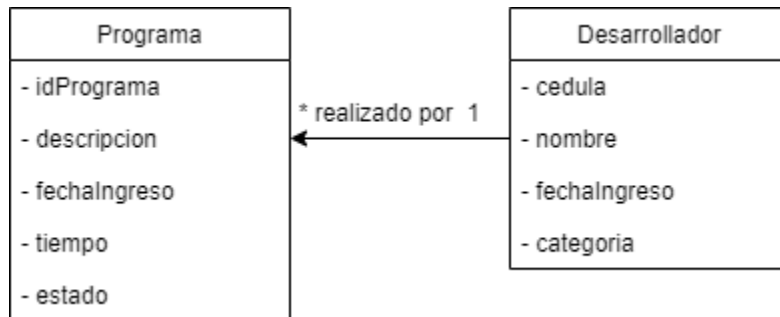 Programa
- idPrograma
- descripcion
- fechaIngreso
- tiempo
- estado
* realizado por 1
Desarrollador
- cedula
- nombre
- fechaIngreso
- categoria